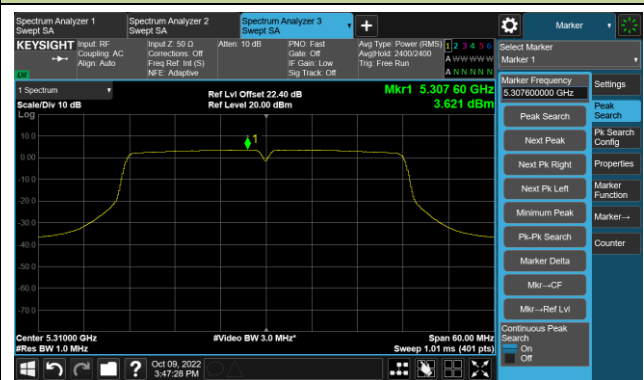 Spectrum Analyzer 1
Swept SA
Spectrum Analyzer 2
Swept SA
Spectrum Analyzer 3
Swept SA
Marker
KEYSIGHT
Input: RF
Coupling: AC
Align: Auto
Input Z: 50 Ω
Corrections: Off
Freq Ref: Int (S)
NFE: Adaptive
Atten: 10 dB
PNO: Fast
Gate: Off
IF Gain: Low
Sig Track: Off
Avg Type: Power (RMS)
Avg|Hold: 2400/2400
Trig: Free Run
1 2 3 4 5 6
A W W W W W
A N N N N N
LXI
Select Marker
Marker 1
1 Spectrum
Scale/Div 10 dB
Log
Ref Lvl Offset 22.40 dB
Ref Level 20.00 dBm
Mkr1 5.307 60 GHz
3.621 dBm
1
10.0
0.00
-10.0
-20.0
-30.0
-40.0
-50.0
-60.0
-70.0
Center 5.31000 GHz
#Res BW 1.0 MHz
#Video BW 3.0 MHz*
Span 60.00 MHz
Sweep 1.01 ms (401 pts)
Marker Frequency
5.307600000 GHz
Peak Search
Next Peak
Next Pk Right
Next Pk Left
Minimum Peak
Pk-Pk Search
Marker Delta
Mkr→CF
Mkr→Ref Lvl
Continuous Peak
Search
On
Off
Settings
Peak
Search
Pk Search
Config
Properties
Marker
Function
Marker→
Counter
Oct 09, 2022
3:47:28 PM